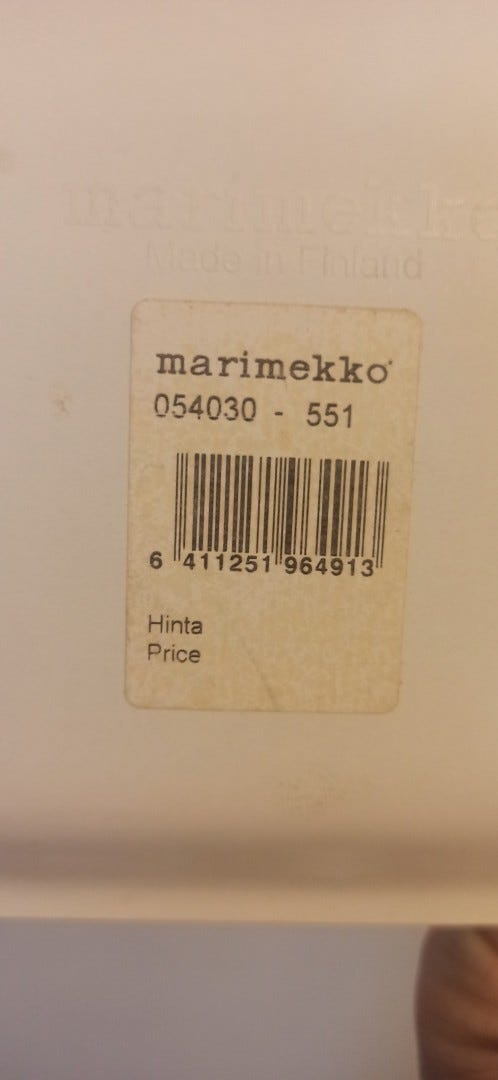 marimekko
Made in Finland
marimekko
054030 - 551
6 411251 964913
Hinta
Price